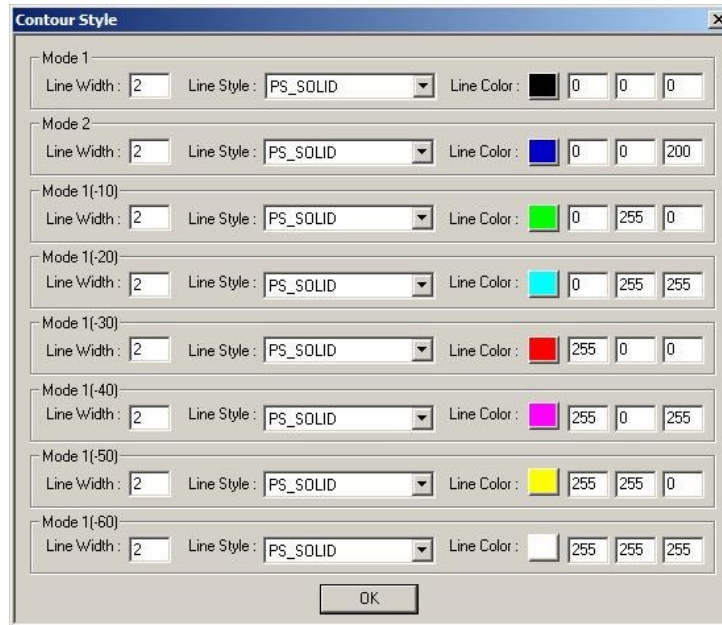 Contour Style
Mode 1
Line Width : 2 Line Style : PS_SOLID Line Color : 0 0 0
Mode 2
Line Width : 2 Line Style : PS_SOLID Line Color : 0 0 200
Mode 1(-10)
Line Width : 2 Line Style : PS_SOLID Line Color : 0 255 0
Mode 1(-20)
Line Width : 2 Line Style : PS_SOLID Line Color : 0 255 255
Mode 1(-30)
Line Width : 2 Line Style : PS_SOLID Line Color : 255 0 0
Mode 1(-40)
Line Width : 2 Line Style : PS_SOLID Line Color : 255 0 255
Mode 1(-50)
Line Width : 2 Line Style : PS_SOLID Line Color : 255 255 0
Mode 1(-60)
Line Width : 2 Line Style : PS_SOLID Line Color : 255 255 255
OK